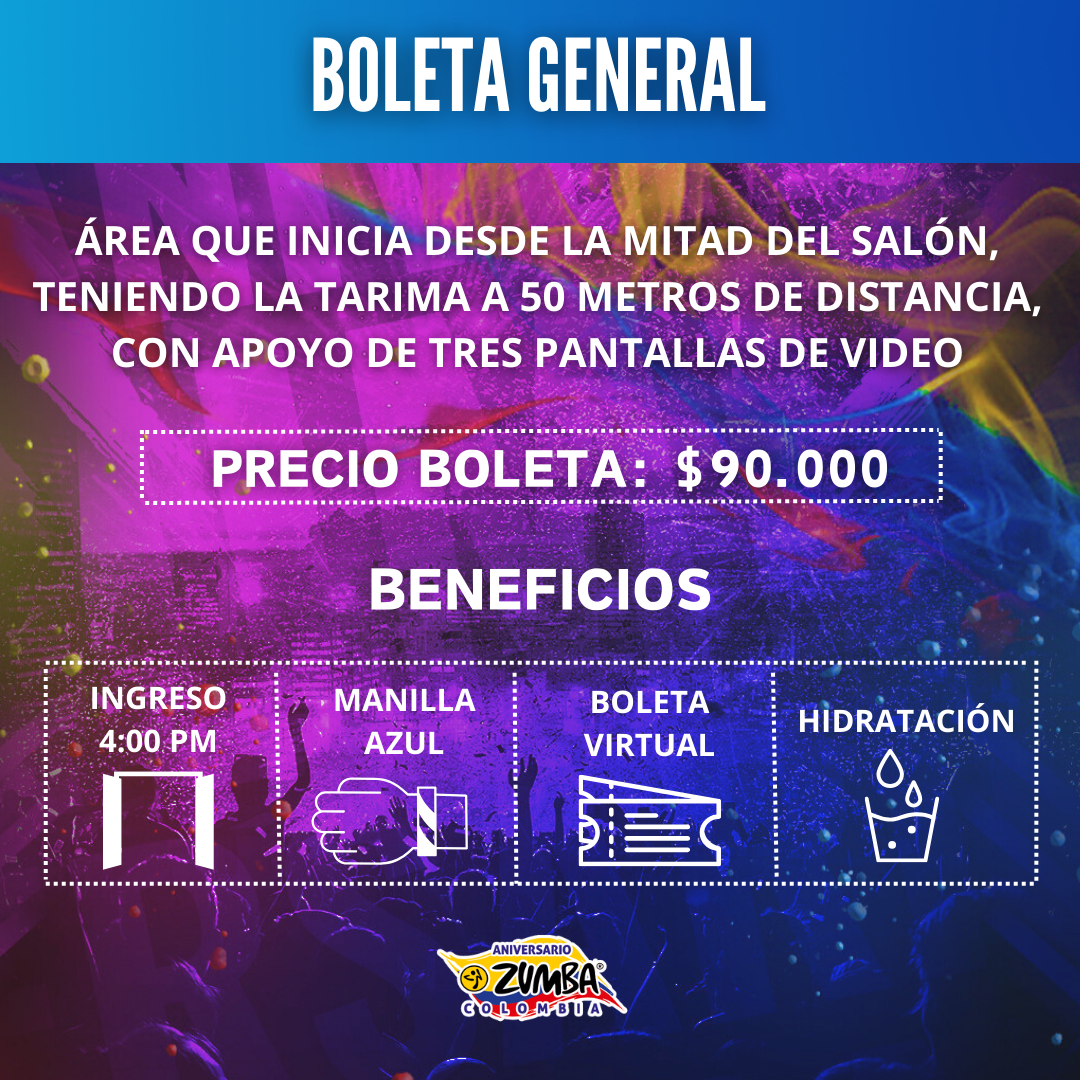 BOLETA GENERAL
ÁREA QUE INICIA DESDE LA MITAD DEL SALÓN,
TENIENDO LA TARIMA A 50 METROS DE DISTANCIA,
CON APOYO DE TRES PANTALLAS DE VIDEO
PRECIO BOLETA: $90.000
BENEFICIOS
INGRESO
4:00 PM
MANILLA
AZUL
BOLETA
VIRTUAL
HIDRATACIÓN
ANIVERSARIO
ZUMBA®
COLOMBIA